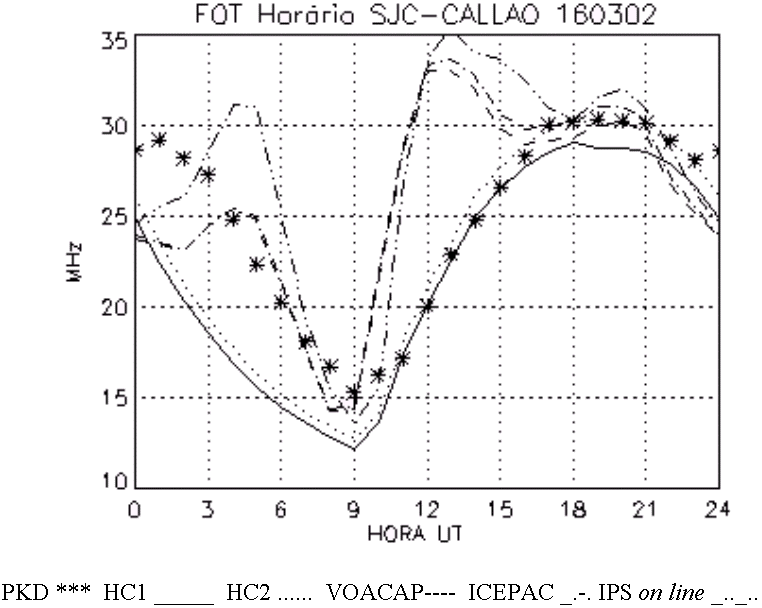 FOT Horário SJC-CALLAO 160302
35
30
25
20
15
10
MHz
0 3 6 9 12 15 18 21 24
HORA UT
PKD *** HC1 _____ HC2 ...... VOACAP---- ICEPAC _.-. IPS on line _.._..